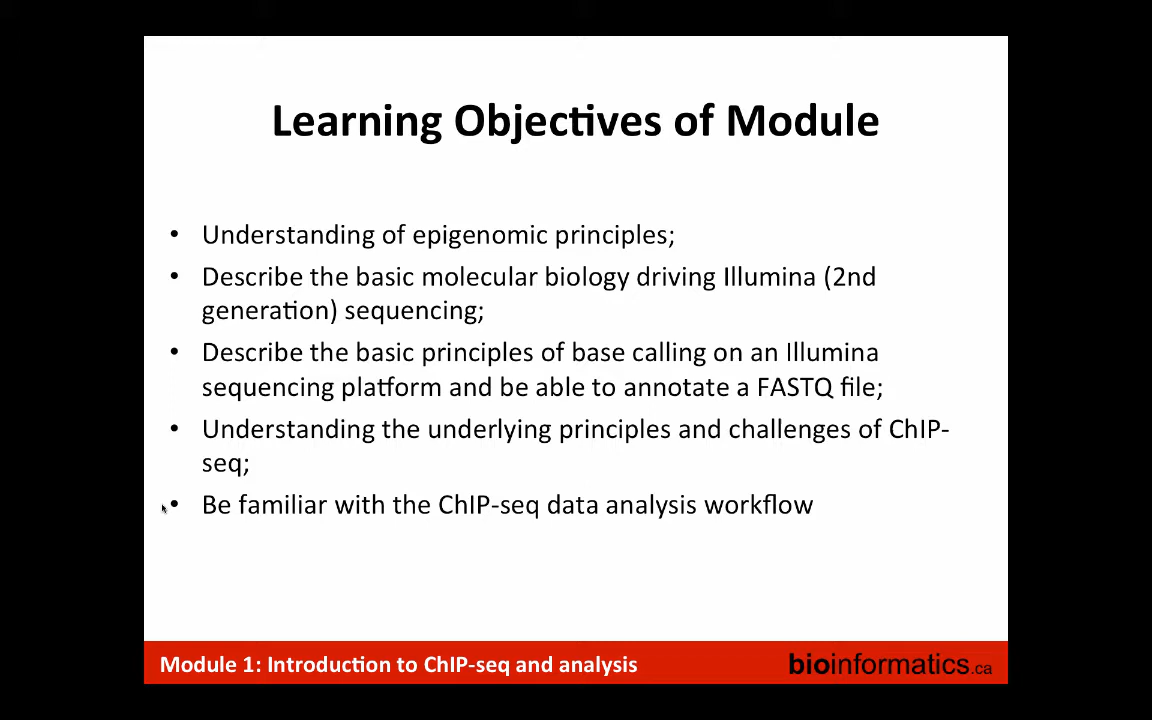 Learning Objectives of Module
• Understanding of epigenomic principles;
• Describe the basic molecular biology driving Illumina (2nd
generation) sequencing;
• Describe the basic principles of base calling on an Illumina
sequencing platform and be able to annotate a FASTQ file;
• Understanding the underlying principles and challenges of ChIP-
seq;
• Be familiar with the ChIP-seq data analysis workflow
Module 1: Introduction to ChIP-seq and analysis
bioinformatics.ca